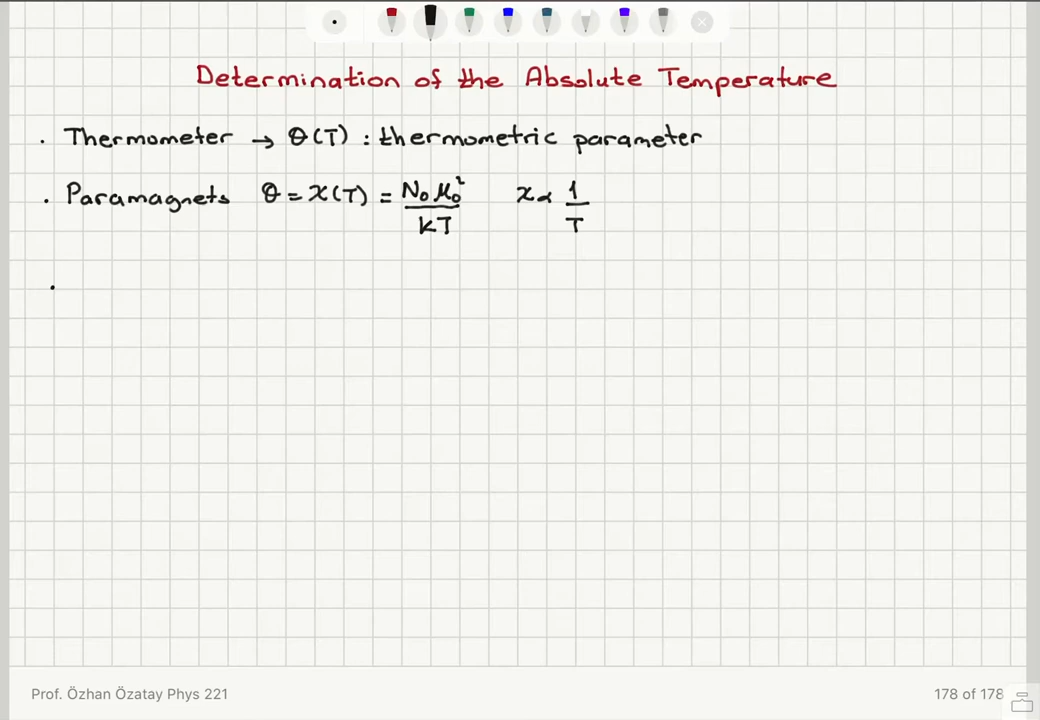 Determination of the Absolute Temperature
. Thermometer → θ(T) : thermometric parameter
. Paramagnets θ = χ(T) = N₀μ₀² / kT χ ∝ 1 / T
.
Prof. Özhan Özatay Phys 221
178 of 178